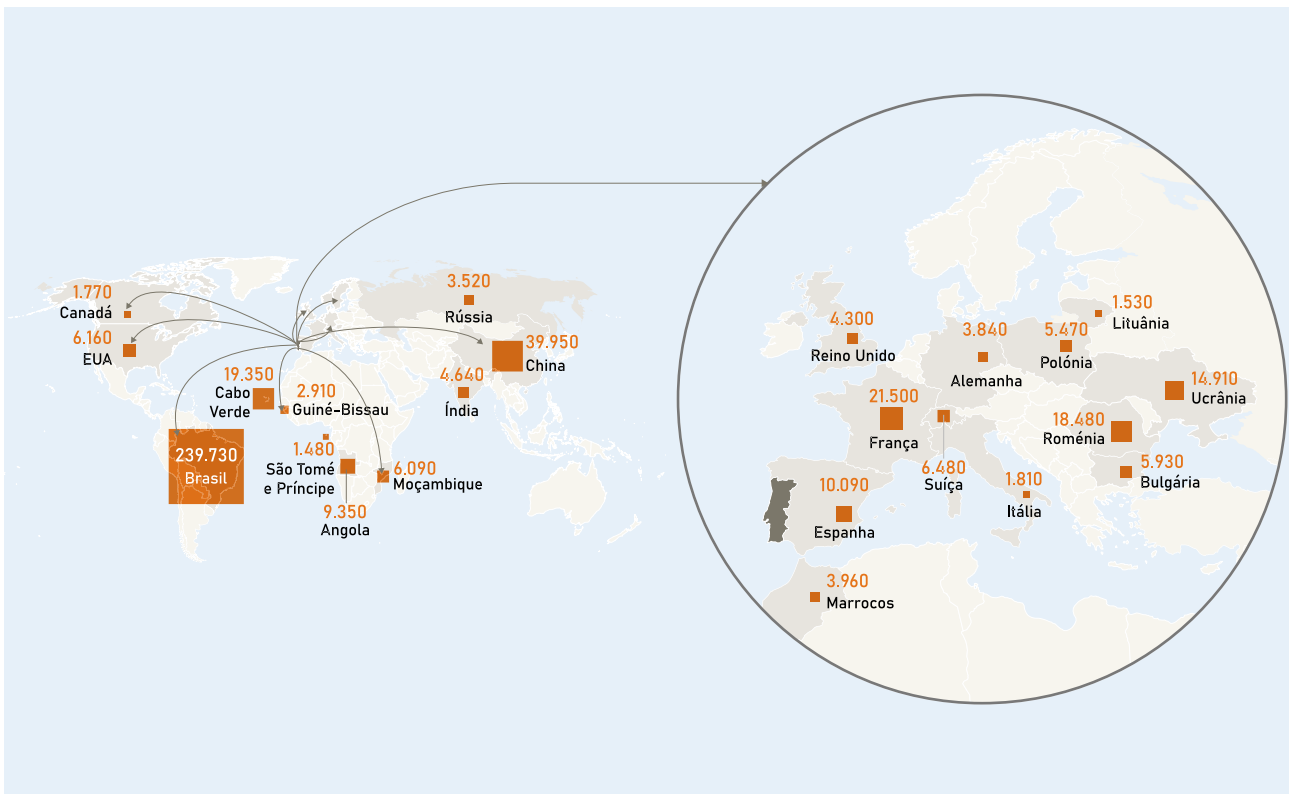 1.770
Canadá
6.160
EUA
19.350
Cabo
Verde
2.910
Guiné-Bissau
239.730
Brasil
1.480
São Tomé
e Príncipe
9.350
Angola
6.090
Moçambique
3.520
Rússia
39.950
China
4.640
Índia
4.300
Reino Unido
3.840
Alemanha
5.470
Polónia
1.530
Lituânia
14.910
Ucrânia
21.500
França
6.480
Suíça
18.480
Roménia
5.930
Bulgária
1.810
Itália
10.090
Espanha
3.960
Marrocos